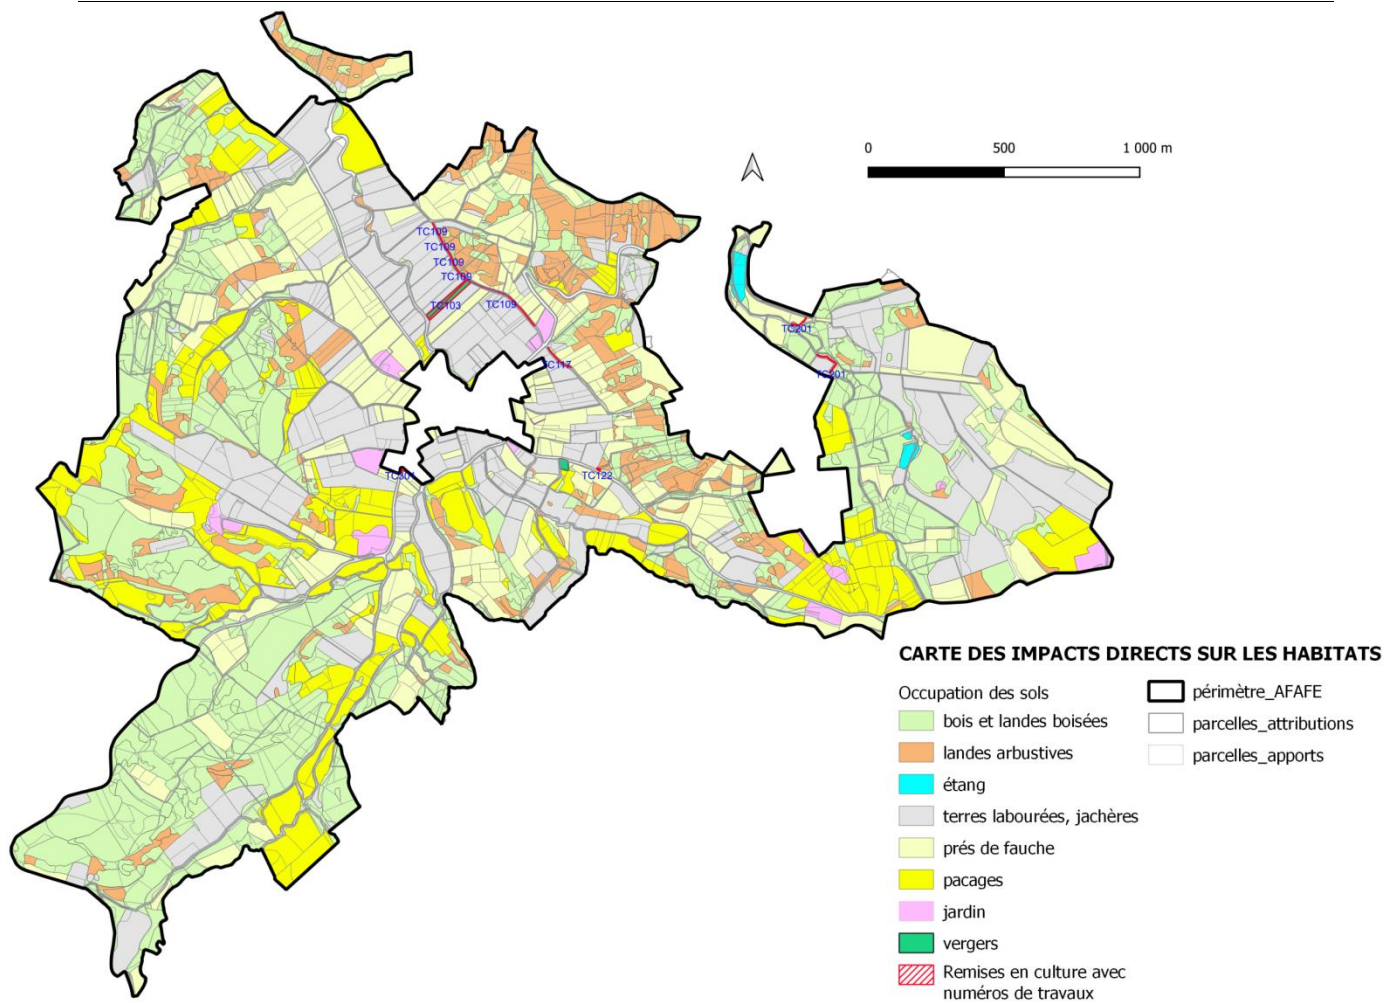 0 500 1 000 m
TC109
TC109
TC109
TC109
TC103
TC109
TC117
TC201
TC201
TC301
TC122
CARTE DES IMPACTS DIRECTS SUR LES HABITATS
Occupation des sols
bois et landes boisées
landes arbustives
étang
terres labourées, jachères
prés de fauche
pacages
jardin
vergers
Remises en culture avec
numéros de travaux
périmètre_AFAFE
parcelles_attributions
parcelles_apports